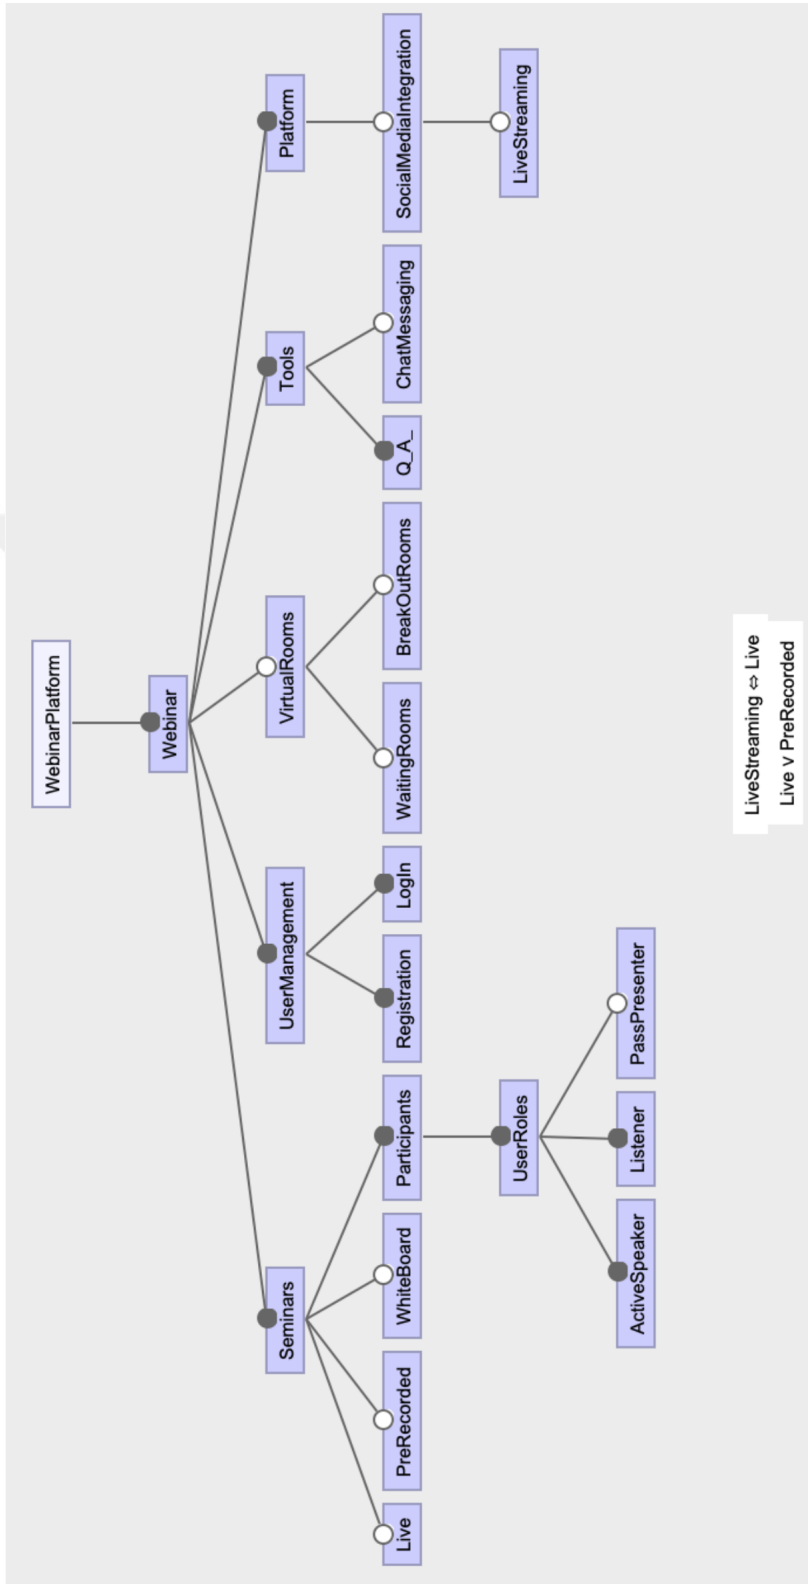 WebinarPlatform
Webinar
Seminars
UserManagement
VirtualRooms
Tools
Platform
Live
PreRecorded
WhiteBoard
Participants
Registration
LogIn
WaitingRooms
BreakOutRooms
Q_A_
ChatMessaging
SocialMediaIntegration
UserRoles
LiveStreaming
ActiveSpeaker
Listener
PassPresenter
LiveStreaming ⇔ Live
Live ∨ PreRecorded